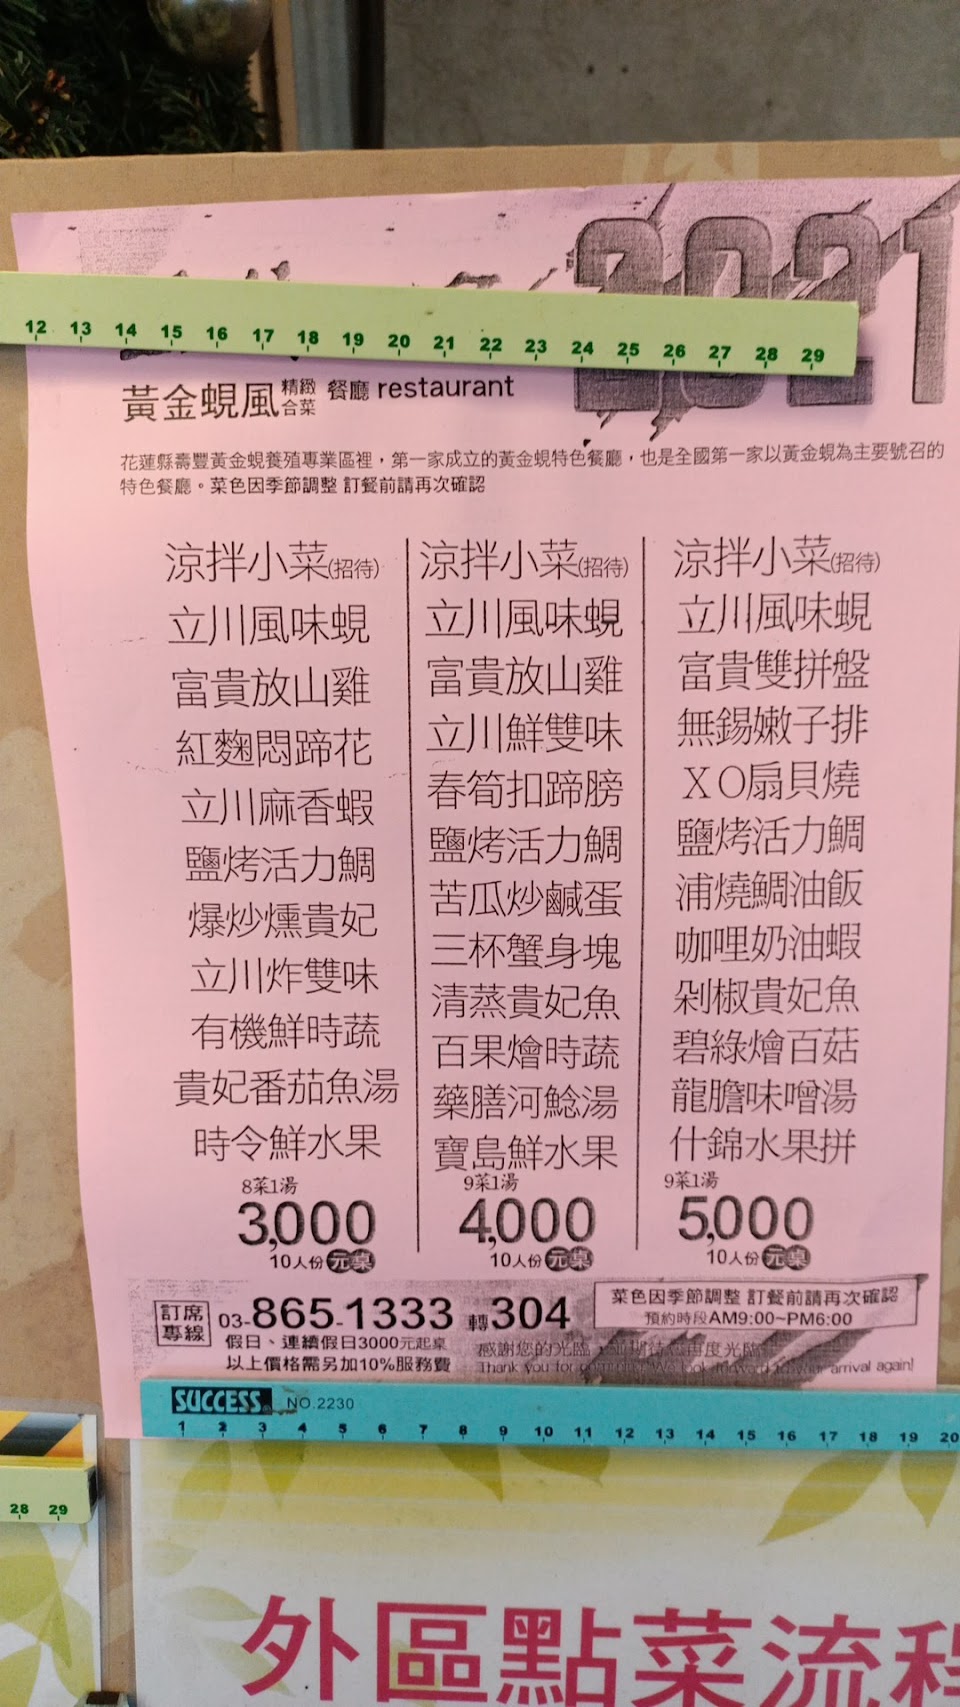 2021
12 13 14 15 16 17 18 19 20 21 22 23 24 25 26 27 28 29
黃金蜆風 精緻合菜 餐廳 restaurant
花蓮縣壽豐黃金蜆養殖專業區裡，第一家成立的黃金蜆特色餐廳，也是全國第一家以黃金蜆為主要號召的
特色餐廳。菜色因季節調整 訂餐前請再次確認
涼拌小菜(招待)
立川風味蜆
富貴放山雞
紅麴悶蹄花
立川麻香蝦
鹽烤活力鯛
爆炒燻貴妃
立川炸雙味
有機鮮時蔬
貴妃番茄魚湯
時令鮮水果
8菜1湯
3,000
10人份 元桌
涼拌小菜(招待)
立川風味蜆
富貴放山雞
立川鮮雙味
春筍扣蹄膀
鹽烤活力鯛
苦瓜炒鹹蛋
三杯蟹身塊
清蒸貴妃魚
百果燴時蔬
藥膳河鯰湯
寶島鮮水果
9菜1湯
4,000
10人份 元桌
涼拌小菜(招待)
立川風味蜆
富貴雙拼盤
無錫嫩子排
XO扇貝燒
鹽烤活力鯛
浦燒鯛油飯
咖哩奶油蝦
剁椒貴妃魚
碧綠燴百菇
龍膽味噌湯
什錦水果拼
9菜1湯
5,000
10人份 元桌
訂席專線 03-865-1333 轉304
假日、連續假日3000元起桌
以上價格需另加10%服務費
菜色因季節調整 訂餐前請再次確認
預約時段AM9:00~PM6:00
感謝您的光臨，並期待您再度光臨
Thank you for coming! We look forward to your arrival again!
SUCCESS NO.2230
1 2 3 4 5 6 7 8 9 10 11 12 13 14 15 16 17 18 19 20
28 29
外區點菜流程